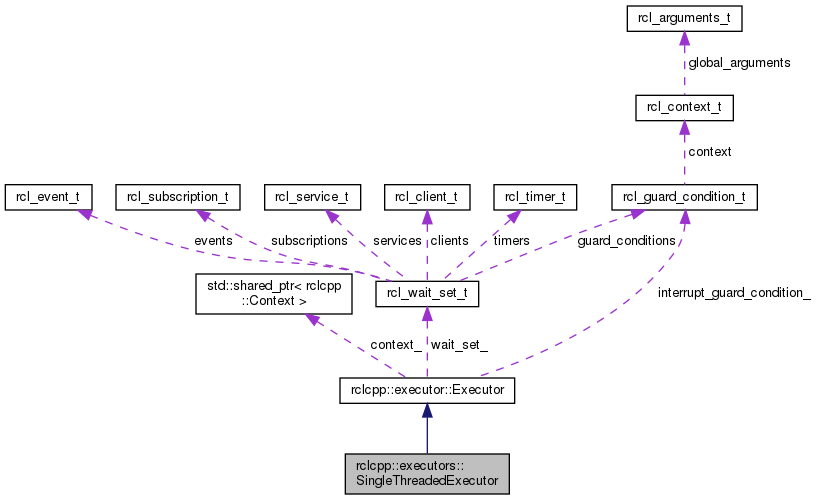 rcl_arguments_t
global_arguments
rcl_context_t
context
rcl_event_t
rcl_subscription_t
rcl_service_t
rcl_client_t
rcl_timer_t
rcl_guard_condition_t
events
subscriptions
services
clients
timers
guard_conditions
std::shared_ptr< rclcpp
::Context >
rcl_wait_set_t
interrupt_guard_condition_
context_
wait_set_
rclcpp::executor::Executor
rclcpp::executors::
SingleThreadedExecutor